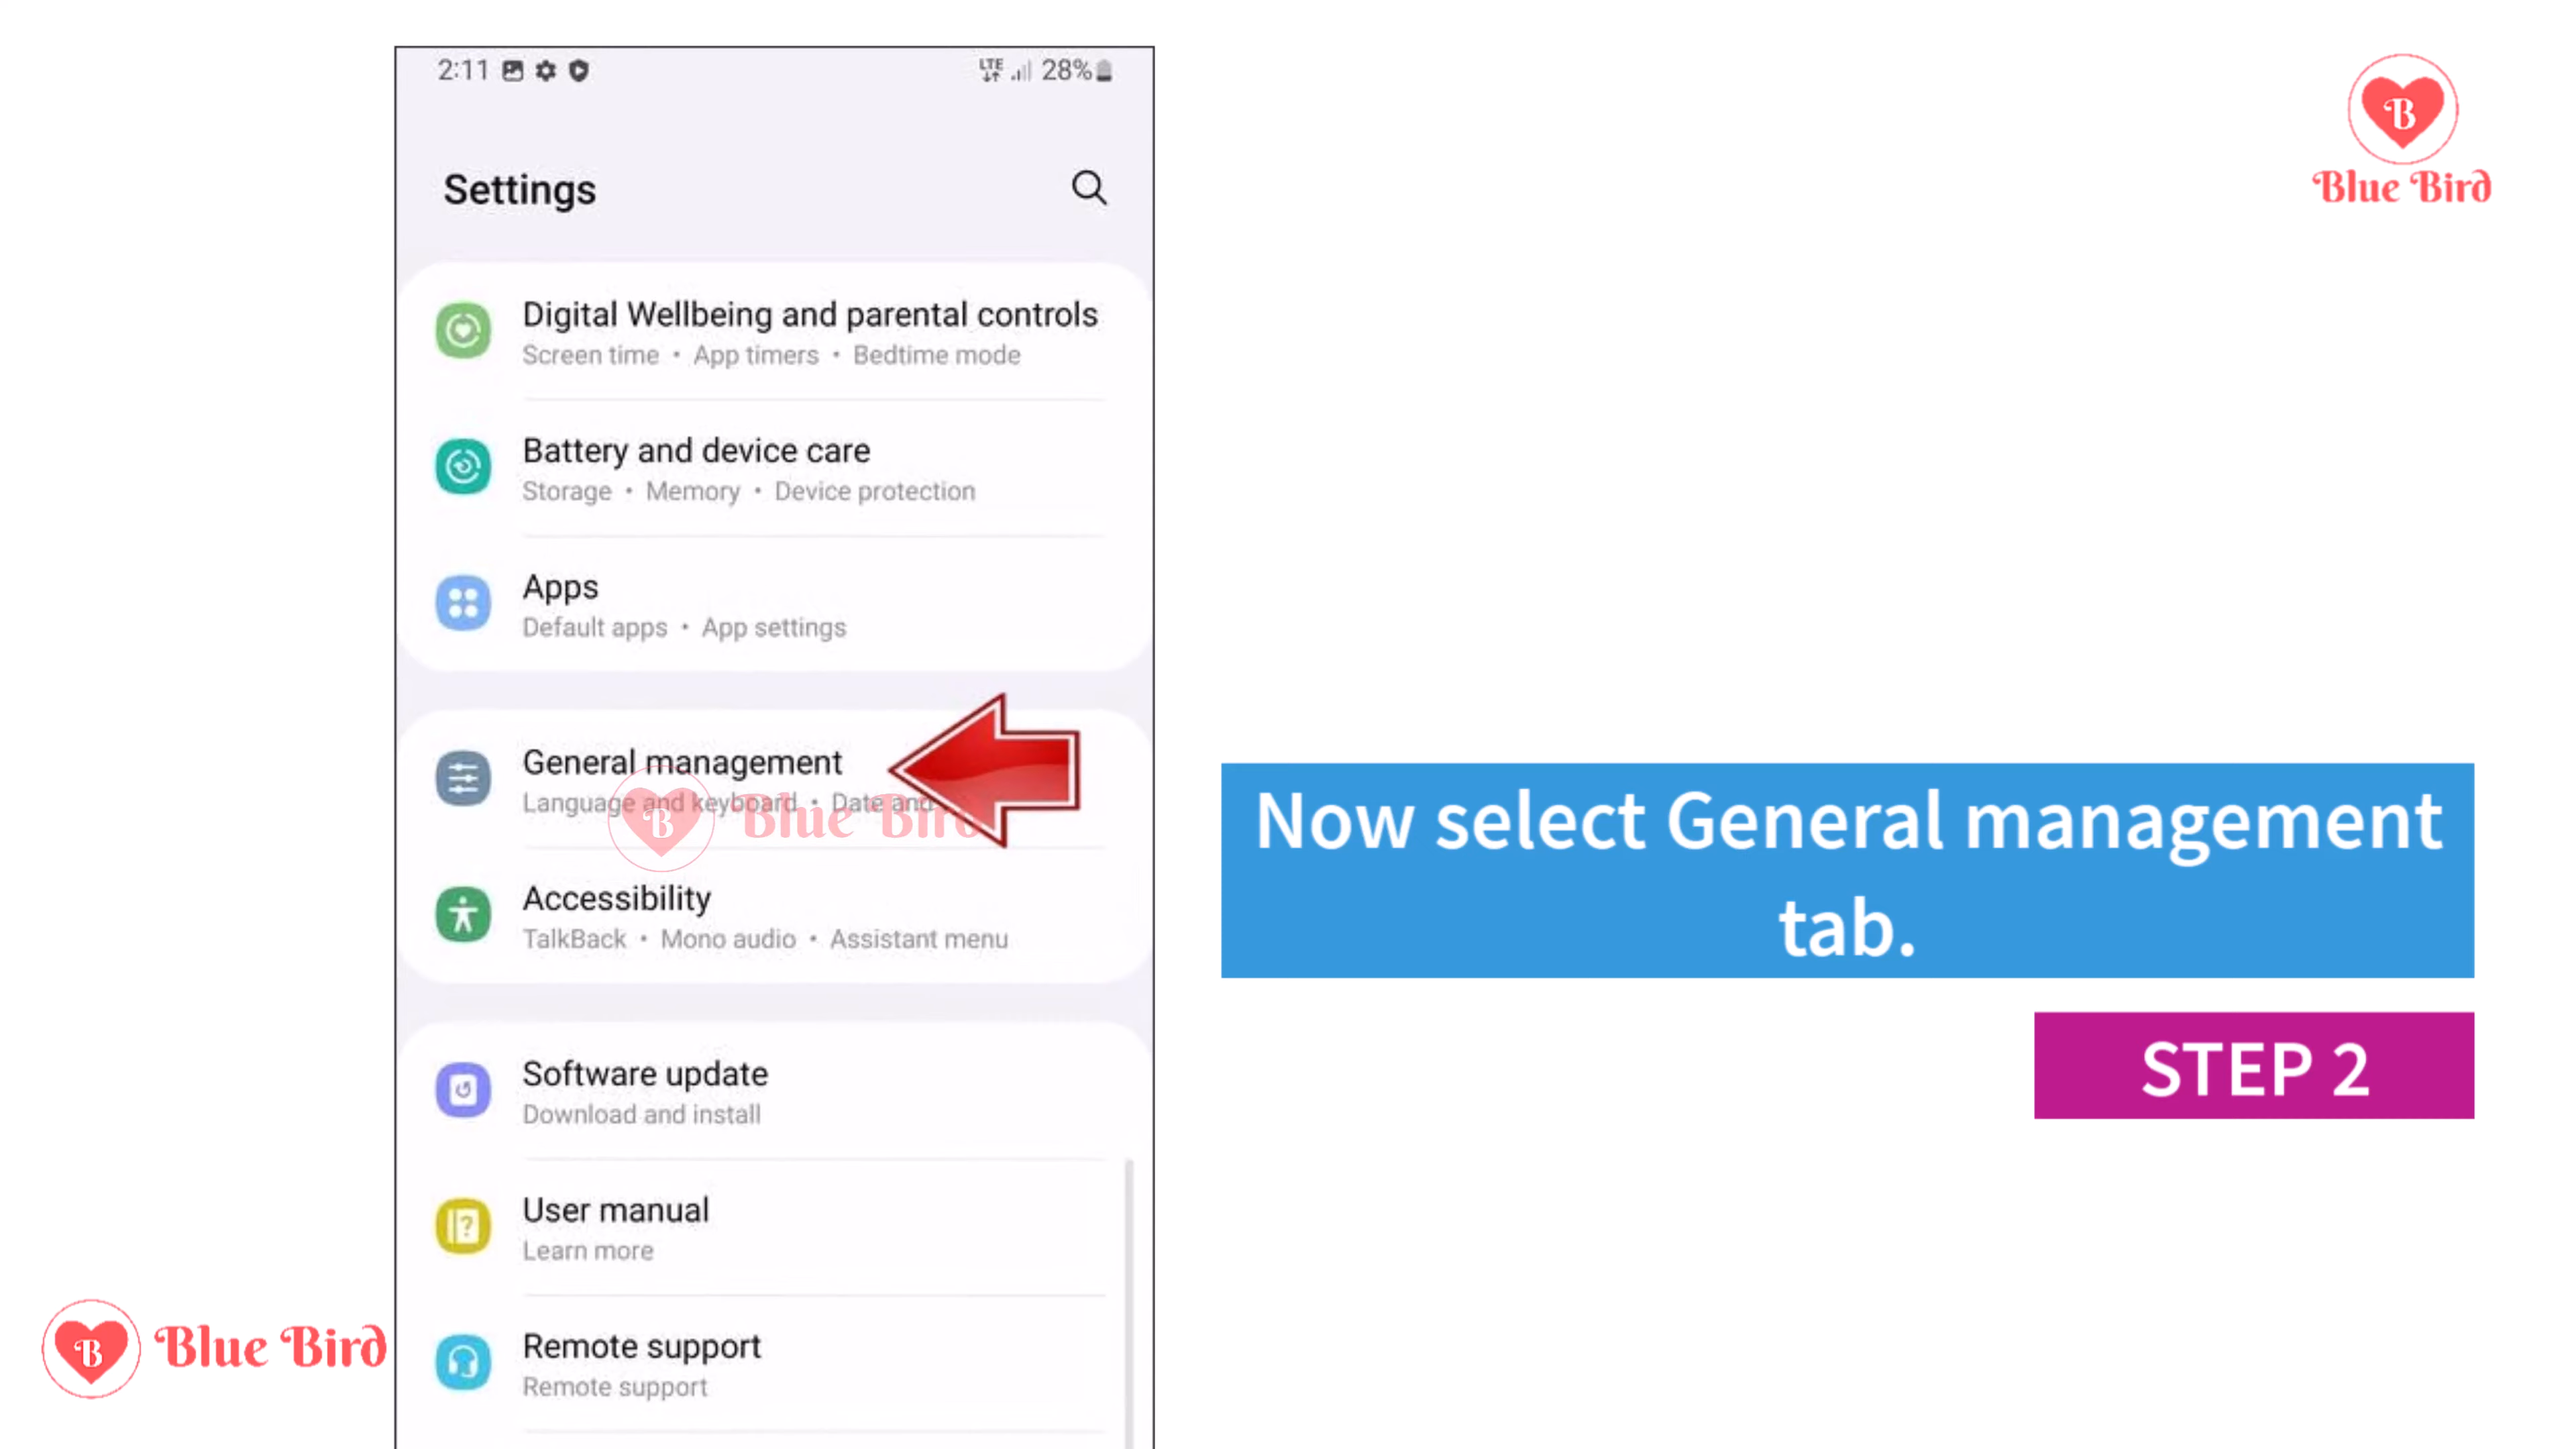 2:11
LTE
28%
B
Blue Bird
Settings
Digital Wellbeing and parental controls
Screen time • App timers • Bedtime mode
Battery and device care
Storage • Memory • Device protection
Apps
Default apps • App settings
General management
Language and keyboard • Date and
B Blue Bird
Accessibility
TalkBack • Mono audio • Assistant menu
Now select General management
tab.
STEP 2
Software update
Download and install
User manual
Learn more
Remote support
Remote support
B Blue Bird